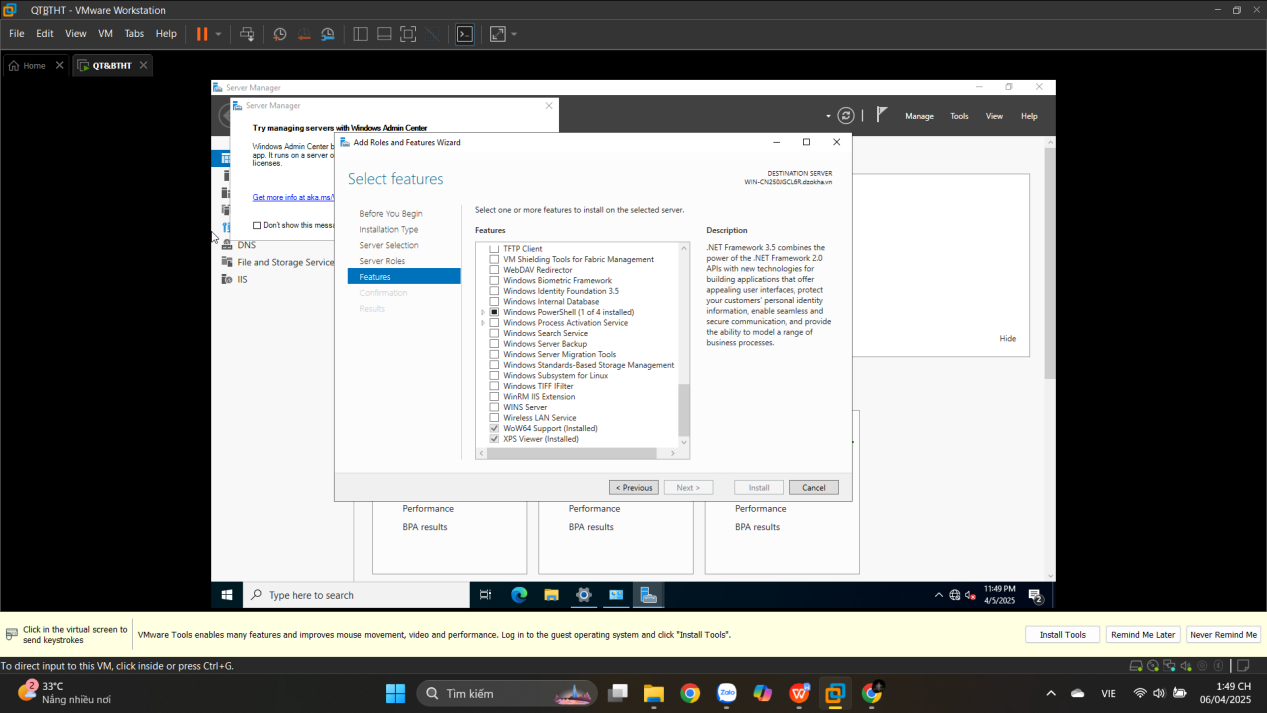 QTBTHT - VMware Workstation
File Edit View VM Tabs Help
Home
QT&BTHT
Server Manager
Manage Tools View Help
Server Manager
Try managing servers with Windows Admin Center
Windows Admin Center b
app. It runs on a server o
licenses.
Get more info at aka.ms/
Don't show this messa
DNS
File and Storage Service
IIS
Hide
Add Roles and Features Wizard
Select features
DESTINATION SERVER
WIN-CN250JGCL6R.dzokha.vn
Before You Begin
Installation Type
Server Selection
Server Roles
Features
Confirmation
Results
Select one or more features to install on the selected server.
Features
TFTP Client
VM Shielding Tools for Fabric Management
WebDAV Redirector
Windows Biometric Framework
Windows Identity Foundation 3.5
Windows Internal Database
Windows PowerShell (1 of 4 installed)
Windows Process Activation Service
Windows Search Service
Windows Server Backup
Windows Server Migration Tools
Windows Standards-Based Storage Management
Windows Subsystem for Linux
Windows TIFF IFilter
WinRM IIS Extension
WINS Server
Wireless LAN Service
WoW64 Support (Installed)
XPS Viewer (Installed)
Description
.NET Framework 3.5 combines the
power of the .NET Framework 2.0
APIs with new technologies for
building applications that offer
appealing user interfaces, protect
your customers' personal identity
information, enable seamless and
secure communication, and provide
the ability to model a range of
business processes.
< Previous Next > Install Cancel
Performance Performance Performance
BPA results BPA results BPA results
Type here to search
11:49 PM
4/5/2025
2
Click in the virtual screen to
send keystrokes
VMware Tools enables many features and improves mouse movement, video and performance. Log in to the guest operating system and click "Install Tools".
Install Tools Remind Me Later Never Remind Me
To direct input to this VM, click inside or press Ctrl+G.
2
33°C
Nắng nhiều nơi
Tìm kiếm
Zalo
VIE
1:49 CH
06/04/2025